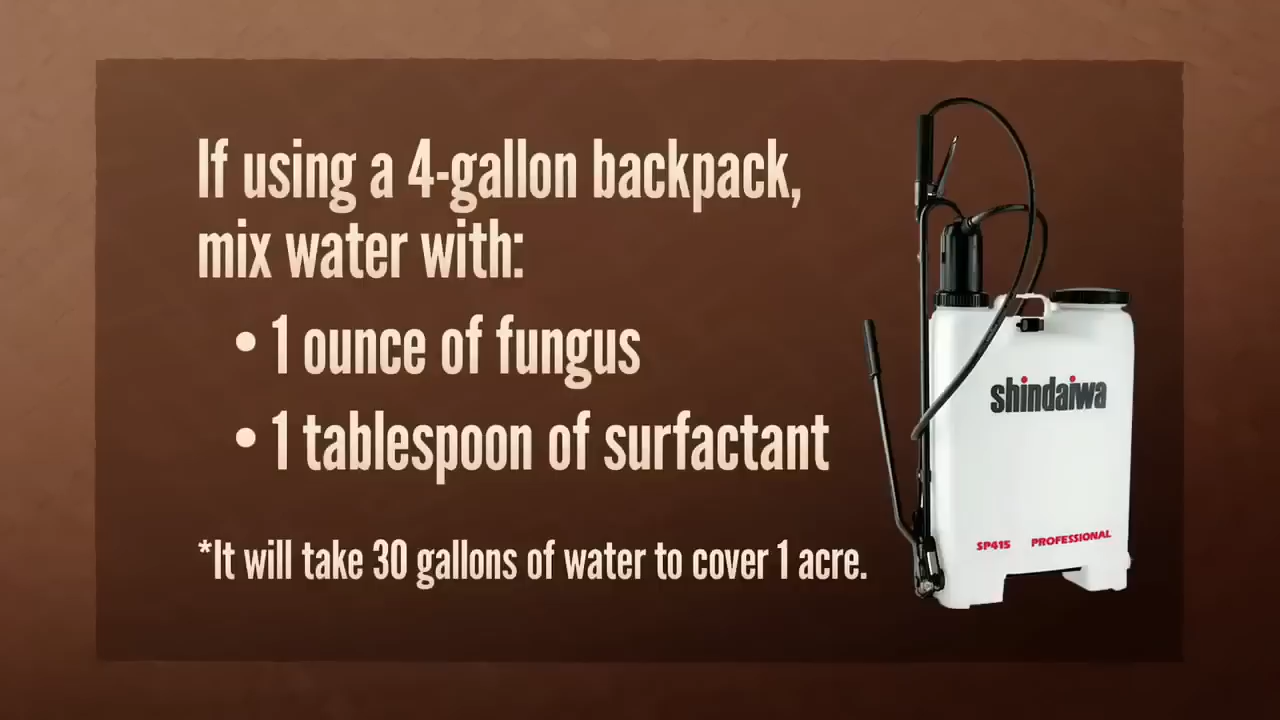 If using a 4-gallon backpack,
mix water with:
• 1 ounce of fungus
• 1 tablespoon of surfactant
*It will take 30 gallons of water to cover 1 acre.
shindaiwa
SP415 PROFESSIONAL